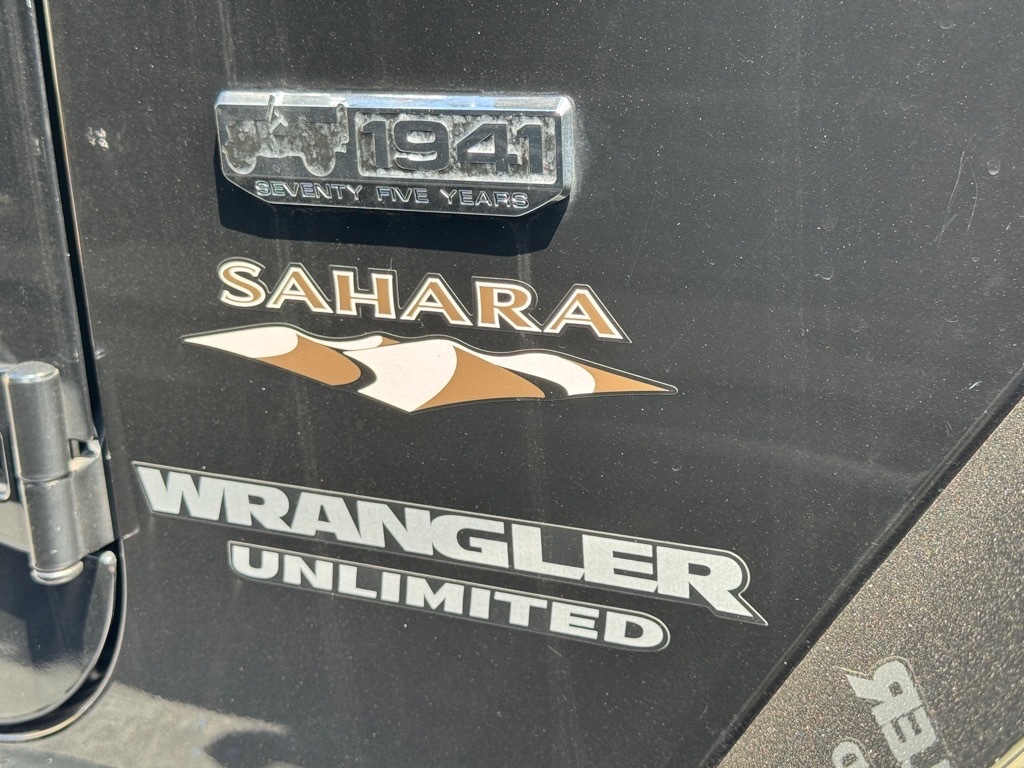 1941
SEVENTY FIVE YEARS
SAHARA
WRANGLER
UNLIMITED